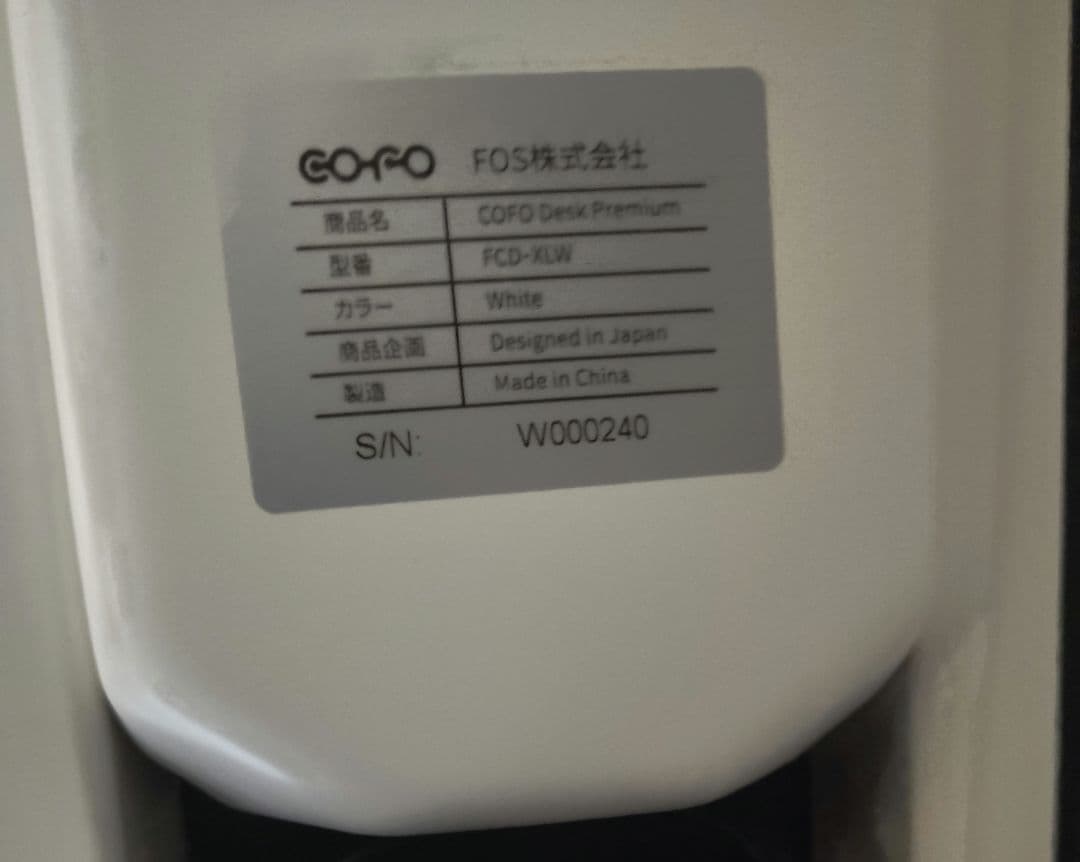 COFO FOS株式会社
商品名 COFO Desk Premium
型番 FCD-XLW
カラー White
商品企画 Designed in Japan
製造 Made in China
S/N: W000240